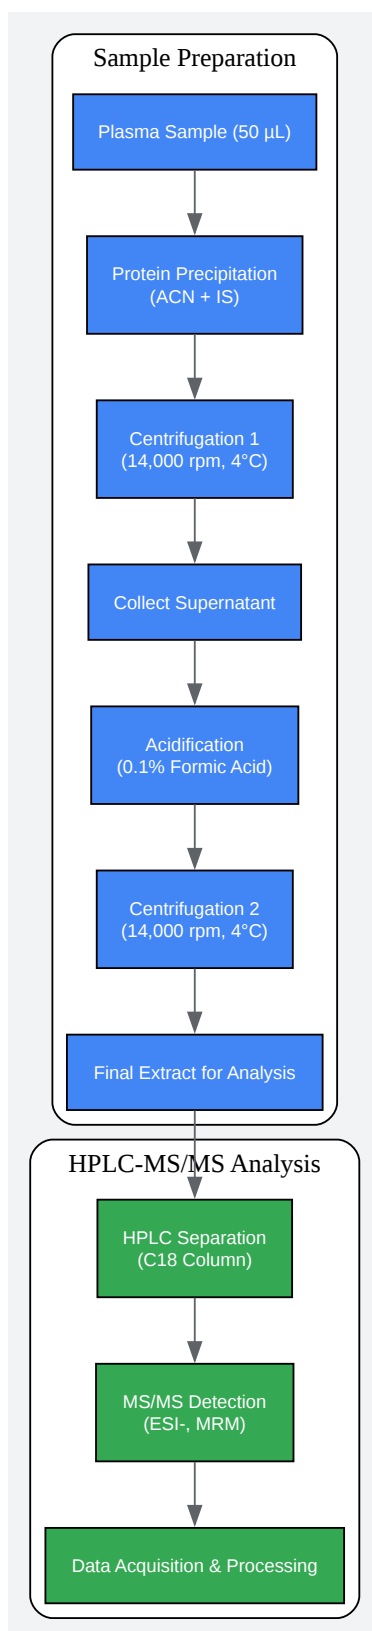 Sample Preparation
Plasma Sample (50 µL)
Protein Precipitation
(ACN + IS)
Centrifugation 1
(14,000 rpm, 4°C)
Collect Supernatant
Acidification
(0.1% Formic Acid)
Centrifugation 2
(14,000 rpm, 4°C)
Final Extract for Analysis
HPLC-MS/MS Analysis
HPLC Separation
(C18 Column)
MS/MS Detection
(ESI-, MRM)
Data Acquisition & Processing